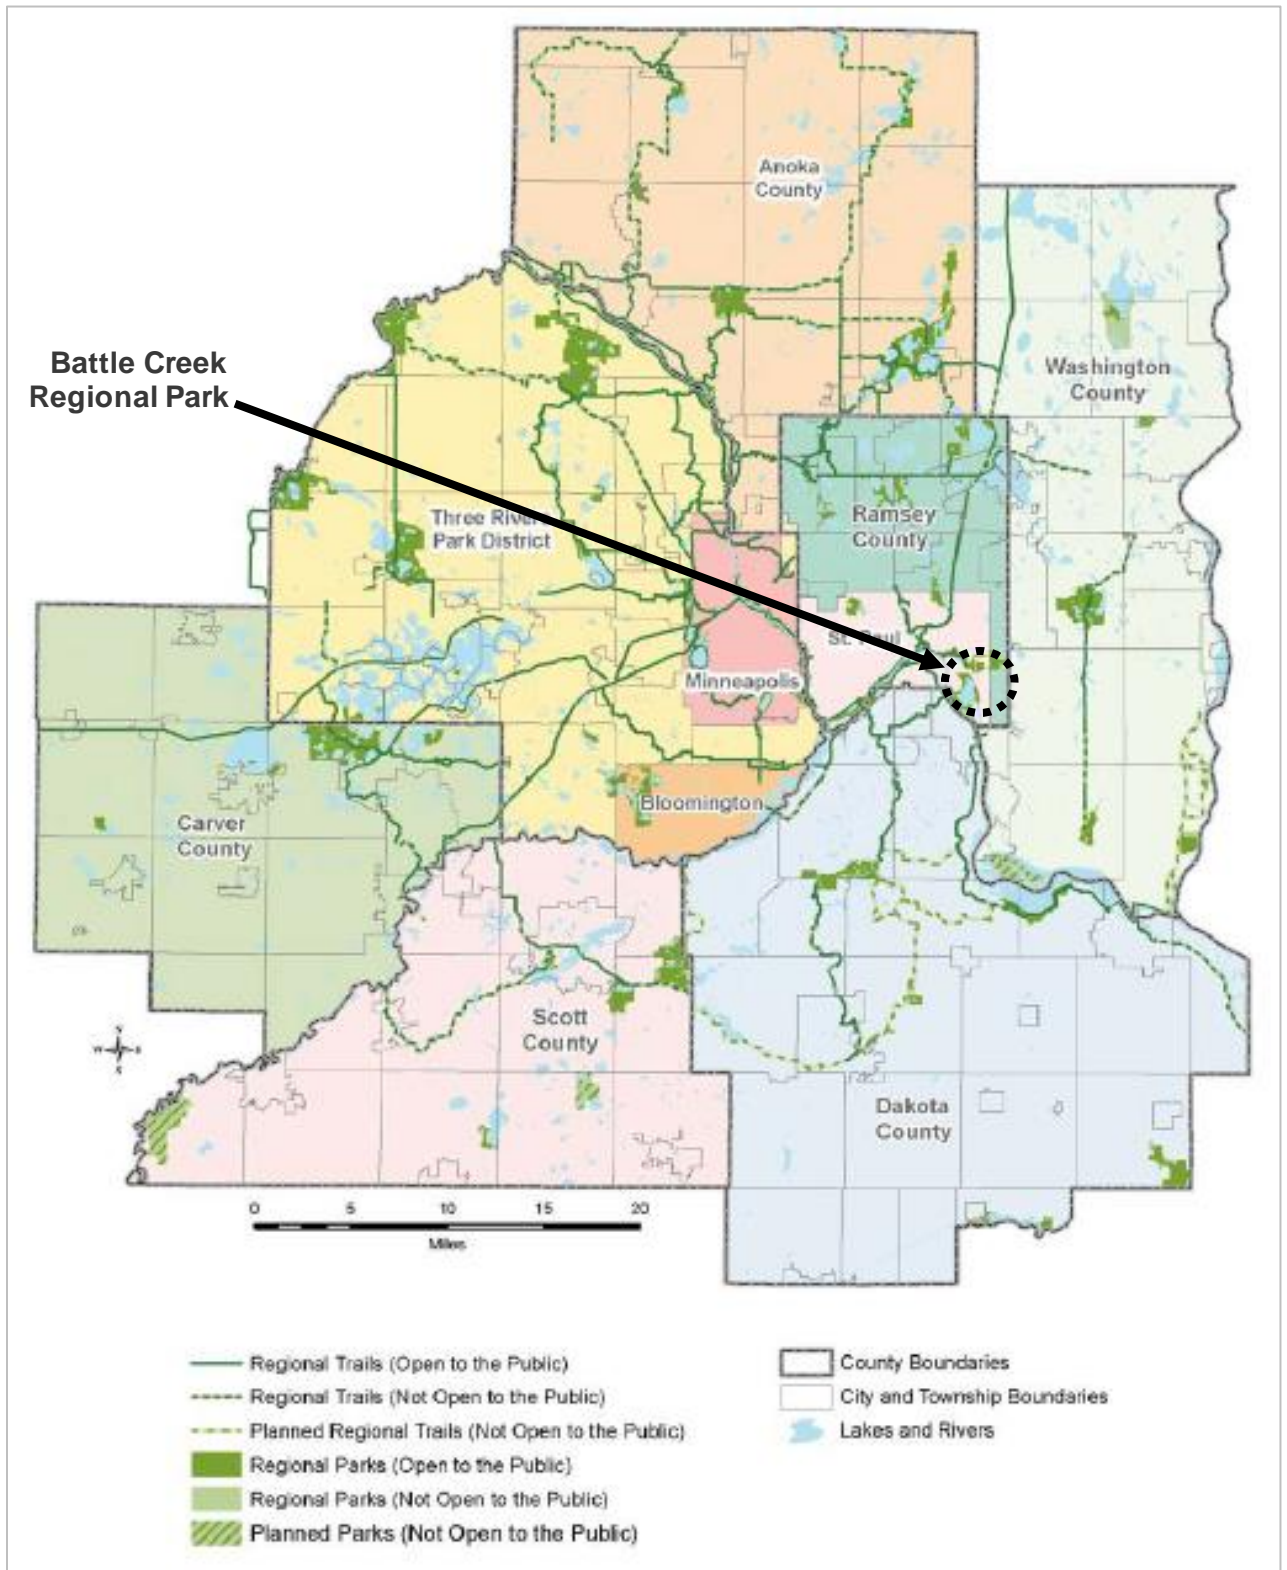 Anoka
County
Battle Creek
Regional Park
Washington
County
Three Rivers
Park District
Ramsey
County
St. Paul
Minneapolis
Bloomington
Carver
County
Scott
County
N
W
E
S
Dakota
County
0 5 10 15 20
Miles
Regional Trails (Open to the Public)
Regional Trails (Not Open to the Public)
Planned Regional Trails (Not Open to the Public)
Regional Parks (Open to the Public)
Regional Parks (Not Open to the Public)
Planned Parks (Not Open to the Public)
County Boundaries
City and Township Boundaries
Lakes and Rivers